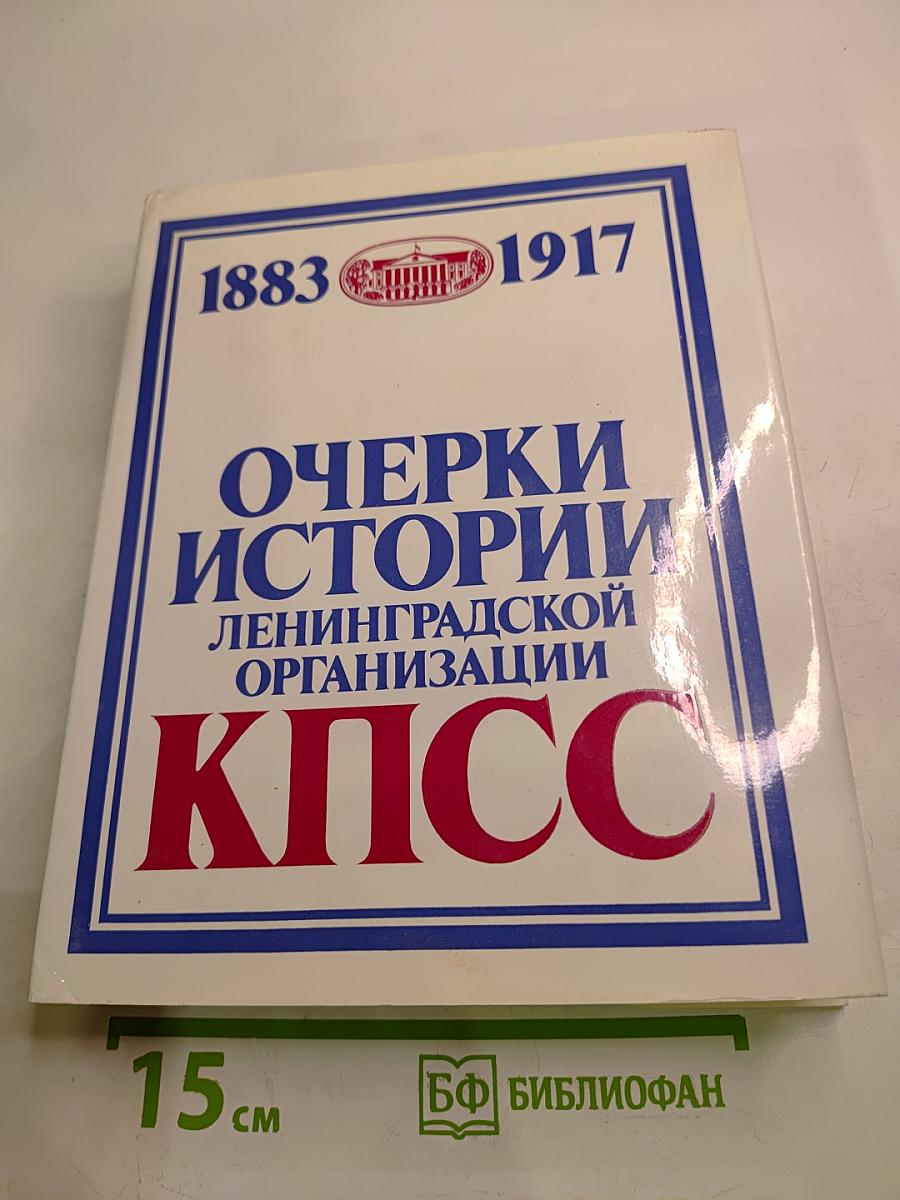 1883 1917
ОЧЕРКИ
ИСТОРИИ
ЛЕНИНГРАДСКОЙ
ОРГАНИЗАЦИИ
КПСС
15 см БФ БИБЛИОФАН